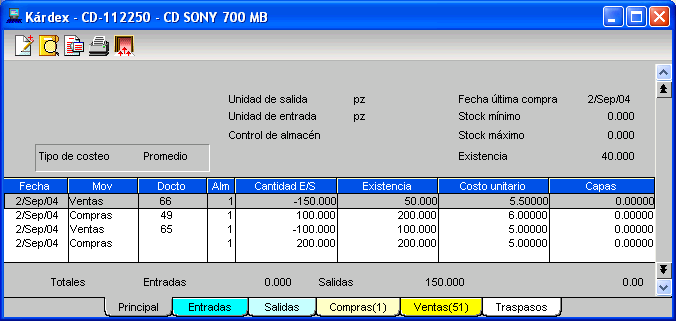 Kárdex - CD-112250 - CD SONY 700 MB
Unidad de salida pz Fecha última compra 2/Sep/04
Unidad de entrada pz Stock mínimo 0.000
Control de almacén Stock máximo 0.000
Tipo de costeo Promedio Existencia 40.000
Fecha Mov Docto Alm Cantidad E/S Existencia Costo unitario Capas
2/Sep/04 Ventas 66 1 -150.000 50.000 5.50000 0.00000
2/Sep/04 Compras 49 1 100.000 200.000 6.00000 0.00000
2/Sep/04 Ventas 65 1 -100.000 100.000 5.00000 0.00000
2/Sep/04 Compras 1 200.000 200.000 5.00000 0.00000
Totales Entradas 0.000 Salidas 150.000 0.00
Principal Entradas Salidas Compras(1) Ventas(51) Traspasos